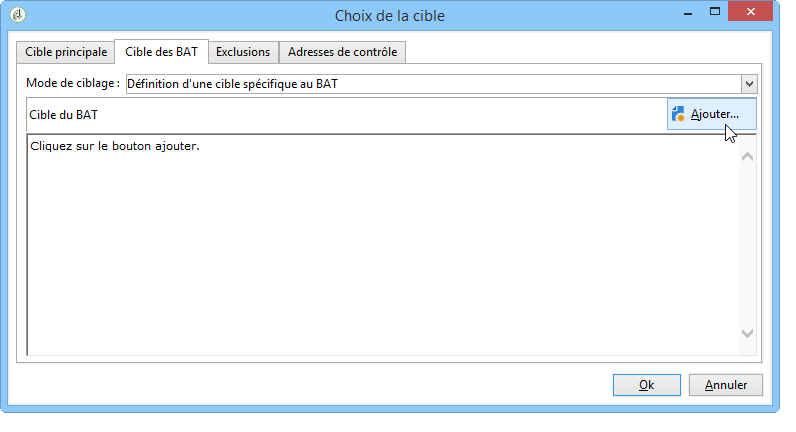 Choix de la cible
Cible principale Cible des BAT Exclusions Adresses de contrôle
Mode de ciblage : Définition d'une cible spécifique au BAT
Cible du BAT Ajouter...
Cliquez sur le bouton ajouter.
Ok Annuler